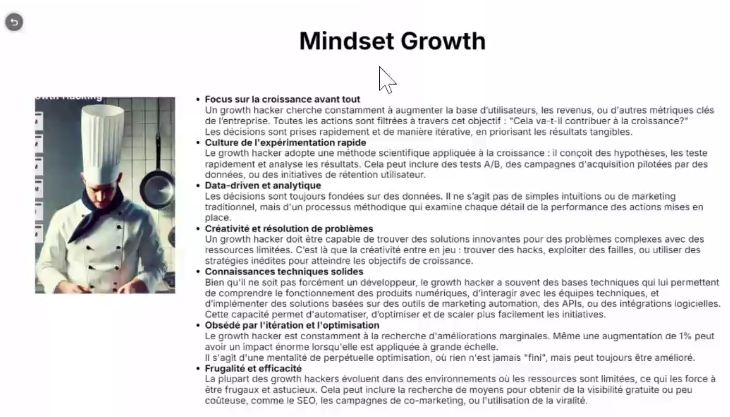 Mindset Growth
• Focus sur la croissance avant tout
Un growth hacker cherche constamment à augmenter la base d'utilisateurs, les revenus, ou d'autres métriques clés
de l'entreprise. Toutes les actions sont filtrées à travers cet objectif : "Cela va-t-il contribuer à la croissance?"
Les décisions sont prises rapidement et de manière itérative, en priorisant les résultats tangibles.
• Culture de l'expérimentation rapide
Le growth hacker adopte une méthode scientifique appliquée à la croissance : il conçoit des hypothèses, les teste
rapidement et analyse les résultats. Cela peut inclure des tests A/B, des campagnes d'acquisition pilotées par des
données, ou des initiatives de rétention utilisateur.
• Data-driven et analytique
Les décisions sont toujours fondées sur des données. Il ne s'agit pas de simples intuitions ou de marketing
traditionnel, mais d'un processus méthodique qui examine chaque détail de la performance des actions mises en
place.
• Créativité et résolution de problèmes
Un growth hacker doit être capable de trouver des solutions innovantes pour des problèmes complexes avec des
ressources limitées. C'est là que la créativité entre en jeu : trouver des hacks, exploiter des failles, ou utiliser des
stratégies inédites pour atteindre les objectifs de croissance.
• Connaissances techniques solides
Bien qu'il ne soit pas forcément un développeur, le growth hacker a souvent des bases techniques qui lui permettent
de comprendre le fonctionnement des produits numériques, d'interagir avec les équipes techniques, et
d'implémenter des solutions basées sur des outils de marketing automation, des APIs, ou des intégrations logicielles.
Cette capacité permet d'automatiser, d'optimiser et de scaler plus facilement les initiatives.
• Obsédé par l'itération et l'optimisation
Le growth hacker est constamment à la recherche d'améliorations marginales. Même une augmentation de 1% peut
avoir un impact énorme lorsqu'elle est appliquée à grande échelle.
Il s'agit d'une mentalité de perpétuelle optimisation, où rien n'est jamais "fini", mais peut toujours être amélioré.
• Frugalité et efficacité
La plupart des growth hackers évoluent dans des environnements où les ressources sont limitées, ce qui les force à
être frugaux et astucieux. Cela peut inclure la recherche de moyens pour obtenir de la visibilité gratuite ou peu
coûteuse, comme le SEO, les campagnes de co-marketing, ou l'utilisation de la viralité.